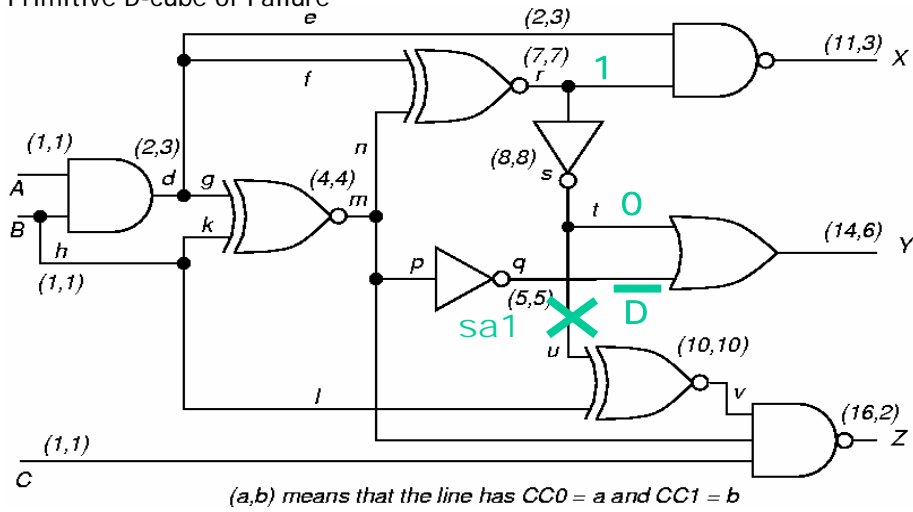 Primitive D-cube of Failure
e
(2,3)
(11,3)
X
(7,7)
r
1
f
(1,1)
(2,3)
n
(8,8)
s
A
d
g
(4,4)
m
B
k
t
0
(14,6)
Y
h
(1,1)
p
q
(5,5)
D
sa1
u
(10,10)
l
v
(1,1)
(16,2)
Z
C
(a,b) means that the line has CC0 = a and CC1 = b